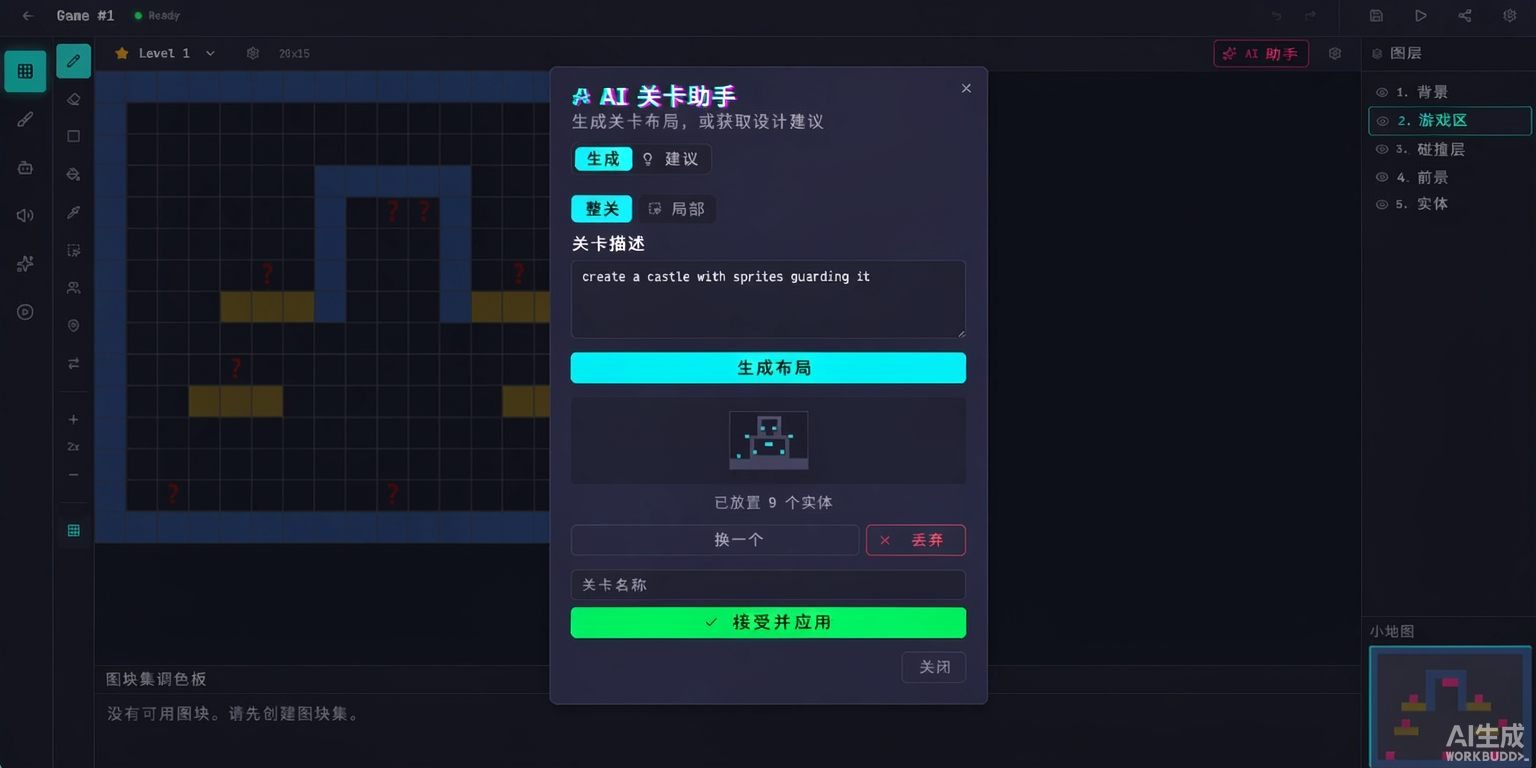 Game #1
Ready
Level 1
20x15
AI 助手
图层
1. 背景
2. 游戏区
3. 碰撞层
4. 前景
5. 实体
? ?
? ?
?
? ?
2x
AI 关卡助手
生成关卡布局，或获取设计建议
生成 建议
整关 局部
关卡描述
create a castle with sprites guarding it
生成布局
已放置 9 个实体
换一个
丢弃
关卡名称
接受并应用
关闭
图块集调色板
没有可用图块。请先创建图块集。
小地图
AI生成
WORKBUDD>_